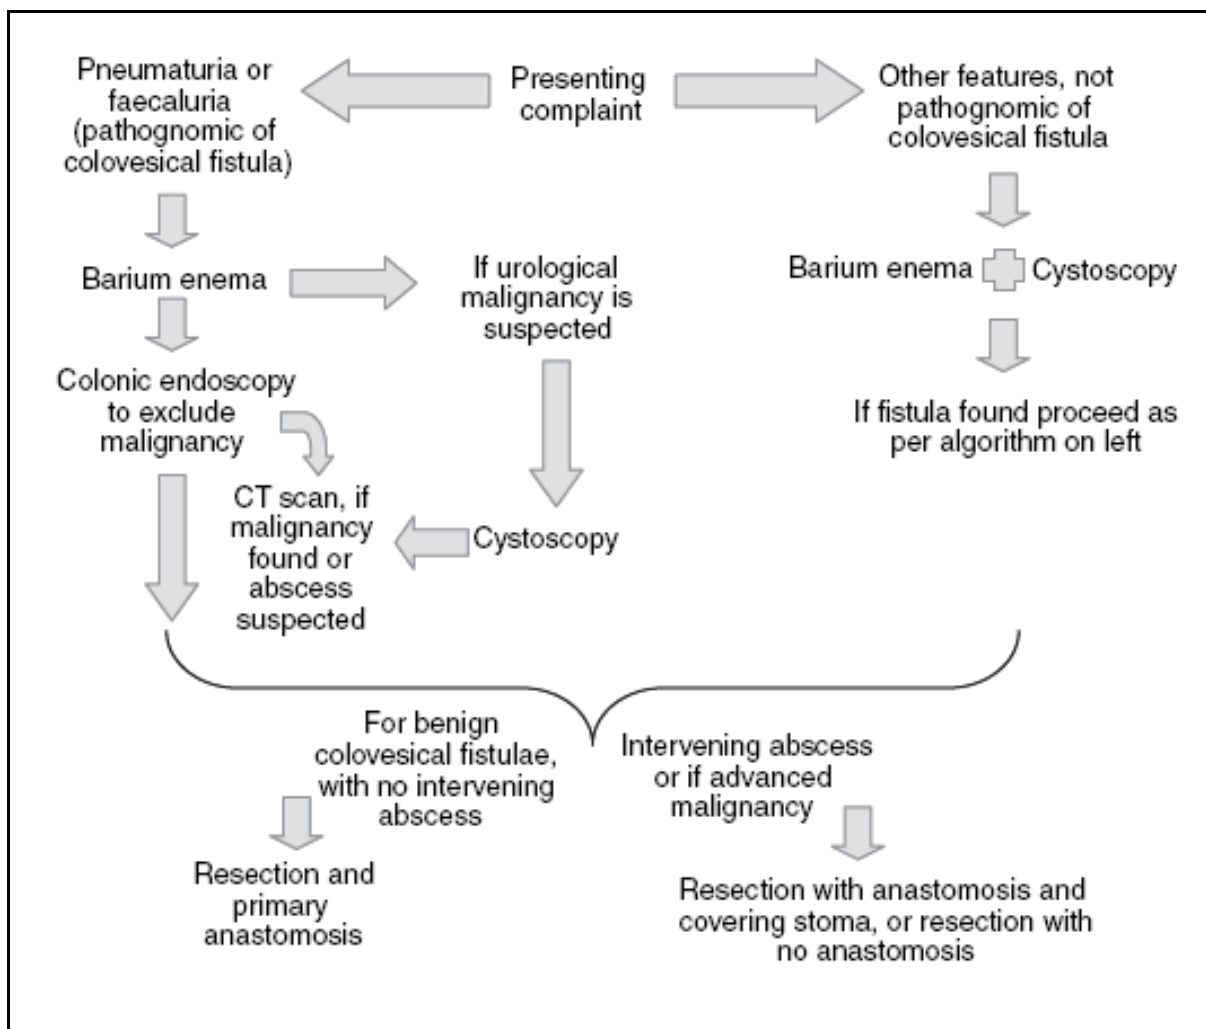 Pneumaturia or
faecaluria
(pathognomic of
colovesical fistula)
Presenting
complaint
Other features, not
pathognomic of
colovesical fistula
Barium enema
If urological
malignancy is
suspected
Barium enema
Cystoscopy
Colonic endoscopy
to exclude
malignancy
If fistula found proceed as
per algorithm on left
CT scan, if
malignancy
found or
abscess
suspected
Cystoscopy
For benign
colovesical fistulae,
with no intervening
abscess
Intervening abscess
or if advanced
malignancy
Resection and
primary
anastomosis
Resection with anastomosis and
covering stoma, or resection with
no anastomosis